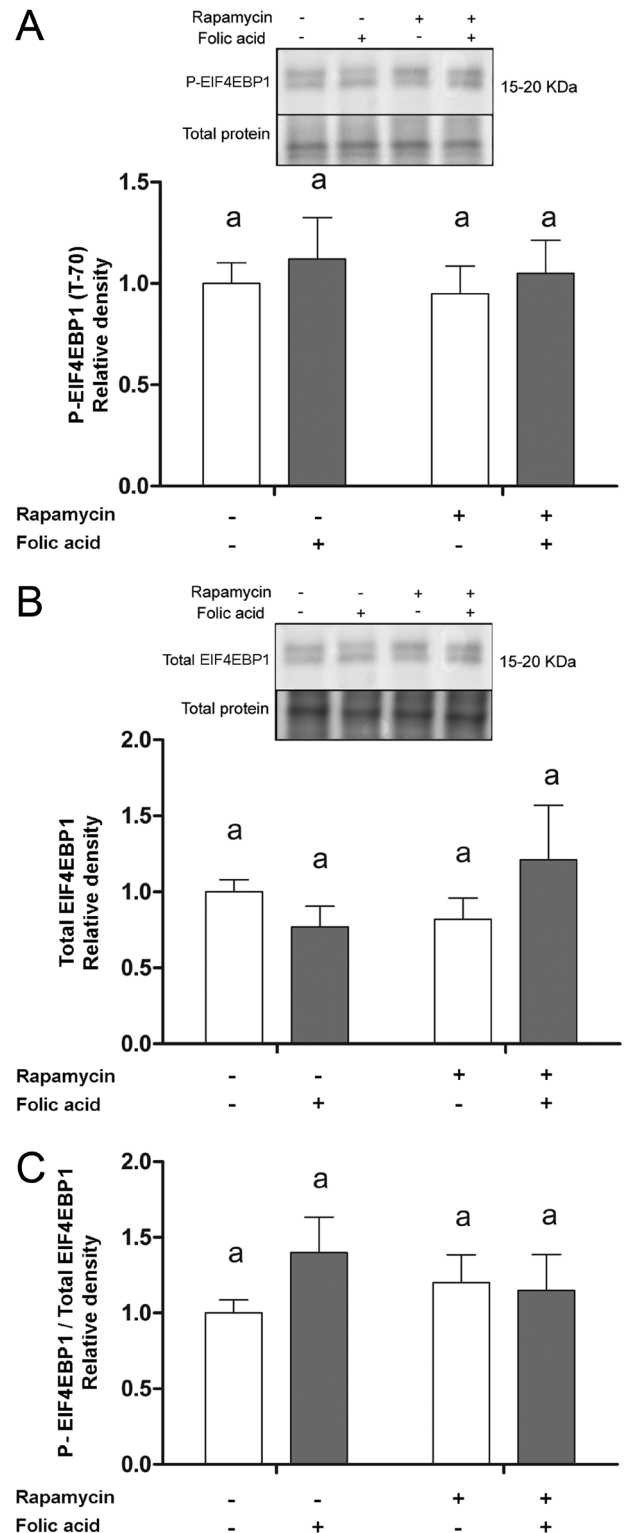 A
Rapamycin - - + +
Folic acid - + - +
P-EIF4EBP1
15-20 KDa
Total protein
1.5
1.0
0.5
0.0
P-EIF4EBP1 (T-70)
Relative density
a a a a
Rapamycin - - + +
Folic acid - + - +
B
Rapamycin - - + +
Folic acid - + - +
Total EIF4EBP1
15-20 KDa
Total protein
2.0
1.5
1.0
0.5
0.0
Total EIF4EBP1
Relative density
a a a a
Rapamycin - - + +
Folic acid - + - +
C
2.0
1.5
1.0
0.5
0.0
P- EIF4EBP1 / Total EIF4EBP1
Relative density
a a a a
Rapamycin - - + +
Folic acid - + - +